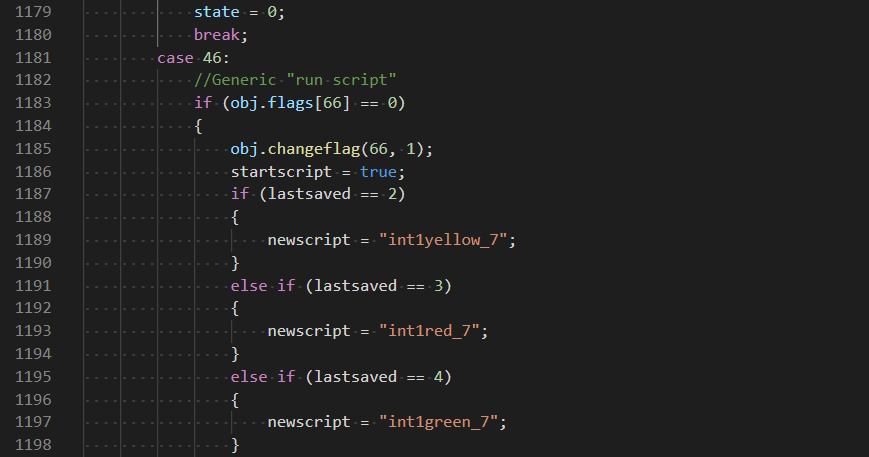 1179 state = 0;
1180 break;
1181 case 46:
1182 //Generic "run script"
1183 if (obj.flags[66] == 0)
1184 {
1185 obj.changeflag(66, 1);
1186 startscript = true;
1187 if (lastsaved == 2)
1188 {
1189 newscript = "int1yellow_7";
1190 }
1191 else if (lastsaved == 3)
1192 {
1193 newscript = "int1red_7";
1194 }
1195 else if (lastsaved == 4)
1196 {
1197 newscript = "int1green_7";
1198 }